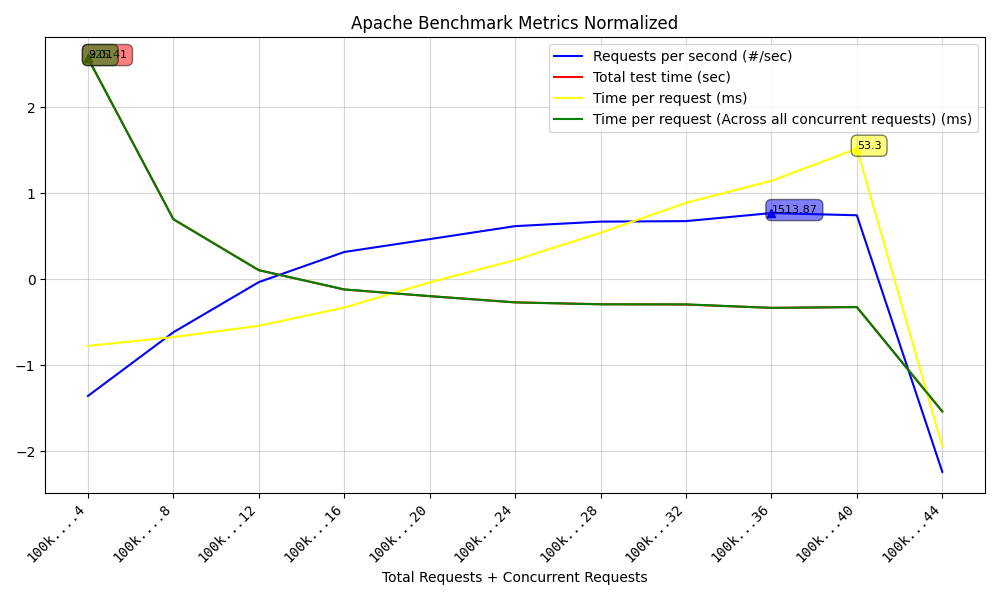 Apache Benchmark Metrics Normalized
Requests per second (#/sec)
Total test time (sec)
Time per request (ms)
Time per request (Across all concurrent requests) (ms)
53.3
1513.87
2
1
0
−1
−2
100k....4
100k....8
100k...12
100k...16
100k...20
100k...24
100k...28
100k...32
100k...36
100k...40
100k...44
Total Requests + Concurrent Requests